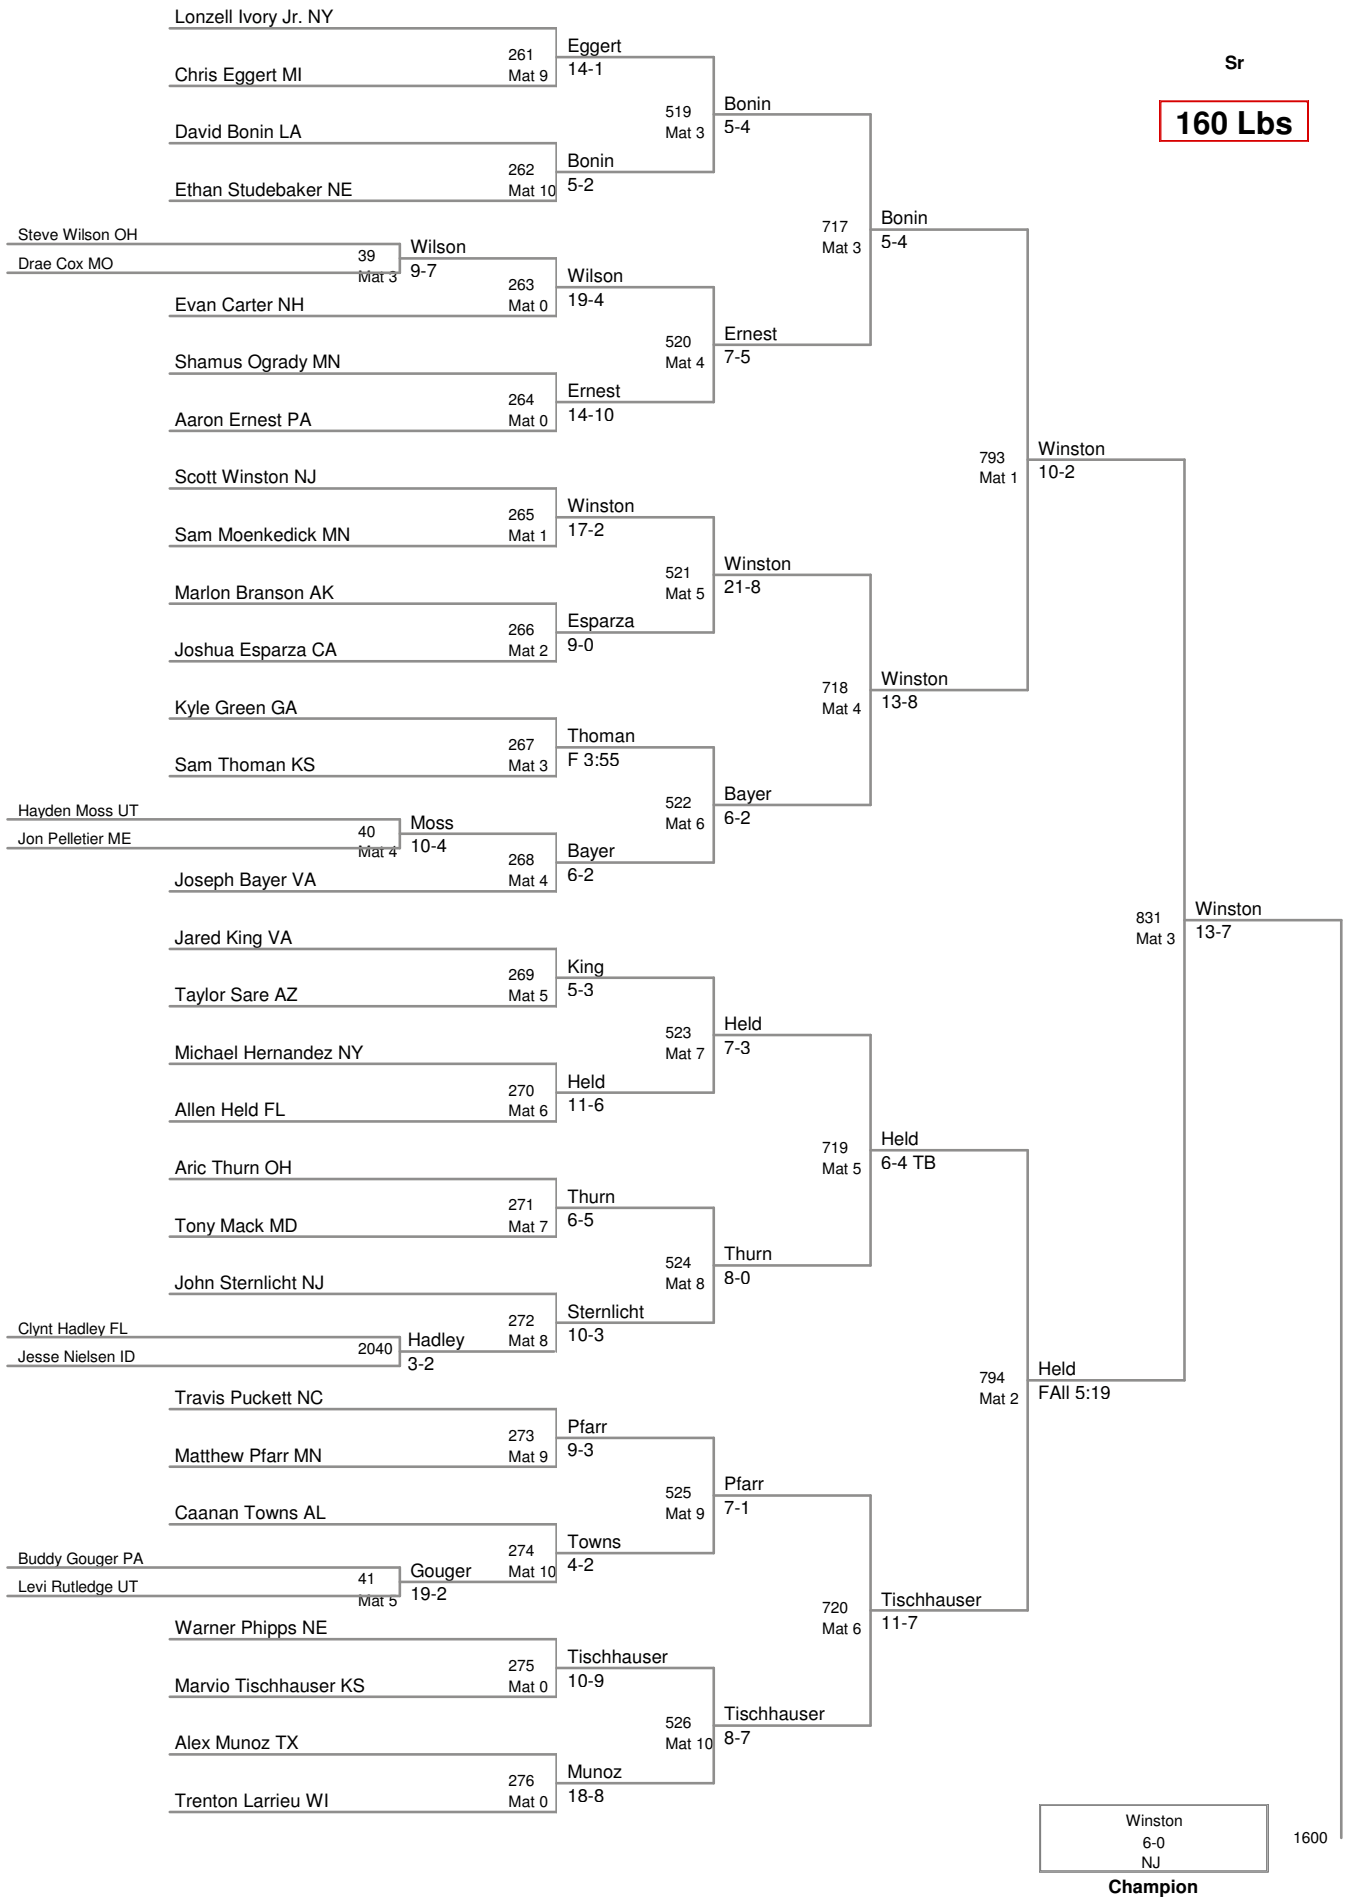 Lonzell Ivory Jr. NY
261
Mat 9
Eggert
14-1
Chris Eggert MI
Sr
160 Lbs
519
Mat 3
Bonin
5-4
David Bonin LA
262
Mat 10
Bonin
5-2
Ethan Studebaker NE
717
Mat 3
Bonin
5-4
Steve Wilson OH
Drae Cox MO
39
Mat 3
Wilson
9-7
263
Mat 0
Wilson
19-4
Evan Carter NH
520
Mat 4
Ernest
7-5
Shamus Ogrady MN
264
Mat 0
Ernest
14-10
Aaron Ernest PA
793
Mat 1
Winston
10-2
Scott Winston NJ
265
Mat 1
Winston
17-2
Sam Moenkedick MN
521
Mat 5
Winston
21-8
Marlon Branson AK
266
Mat 2
Esparza
9-0
Joshua Esparza CA
718
Mat 4
Winston
13-8
Kyle Green GA
267
Mat 3
Thoman
F 3:55
Sam Thoman KS
522
Mat 6
Bayer
6-2
Hayden Moss UT
Jon Pelletier ME
40
Mat 4
Moss
10-4
268
Mat 4
Bayer
6-2
Joseph Bayer VA
831
Mat 3
Winston
13-7
Jared King VA
269
Mat 5
King
5-3
Taylor Sare AZ
523
Mat 7
Held
7-3
Michael Hernandez NY
270
Mat 6
Held
11-6
Allen Held FL
719
Mat 5
Held
6-4 TB
Aric Thurn OH
271
Mat 7
Thurn
6-5
Tony Mack MD
524
Mat 8
Thurn
8-0
John Sternlicht NJ
272
Mat 8
Sternlicht
10-3
Clynt Hadley FL
Jesse Nielsen ID
2040
Hadley
3-2
794
Mat 2
Held
FAll 5:19
Travis Puckett NC
273
Mat 9
Pfarr
9-3
Matthew Pfarr MN
525
Mat 9
Pfarr
7-1
Caanan Towns AL
274
Mat 10
Towns
4-2
Buddy Gouger PA
Levi Rutledge UT
41
Mat 5
Gouger
19-2
720
Mat 6
Tischhauser
11-7
Warner Phipps NE
275
Mat 0
Tischhauser
10-9
Marvio Tischhauser KS
526
Mat 10
Tischhauser
8-7
Alex Munoz TX
276
Mat 0
Munoz
18-8
Trenton Larrieu WI
Winston
6-0
NJ
1600
Champion